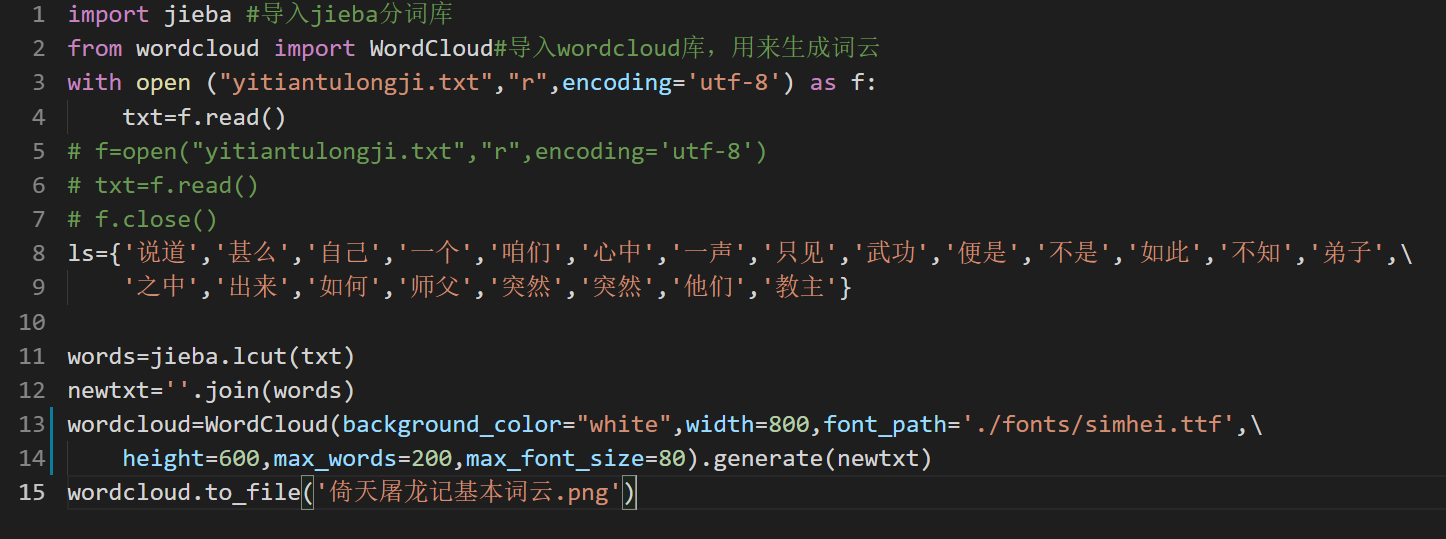 1 import jieba #导入jieba分词库
2 from wordcloud import WordCloud#导入wordcloud库，用来生成词云
3 with open ("yitiantulongji.txt","r",encoding='utf-8') as f:
4     txt=f.read()
5 # f=open("yitiantulongji.txt","r",encoding='utf-8')
6 # txt=f.read()
7 # f.close()
8 ls={'说道','甚么','自己','一个','咱们','心中','一声','只见','武功','便是','不是','如此','不知','弟子',\
9     '之中','出来','如何','师父','突然','突然','他们','教主'}
10
11 words=jieba.lcut(txt)
12 newtxt=''.join(words)
13 wordcloud=WordCloud(background_color="white",width=800,font_path='./fonts/simhei.ttf',\
14     height=600,max_words=200,max_font_size=80).generate(newtxt)
15 wordcloud.to_file('倚天屠龙记基本词云.png')